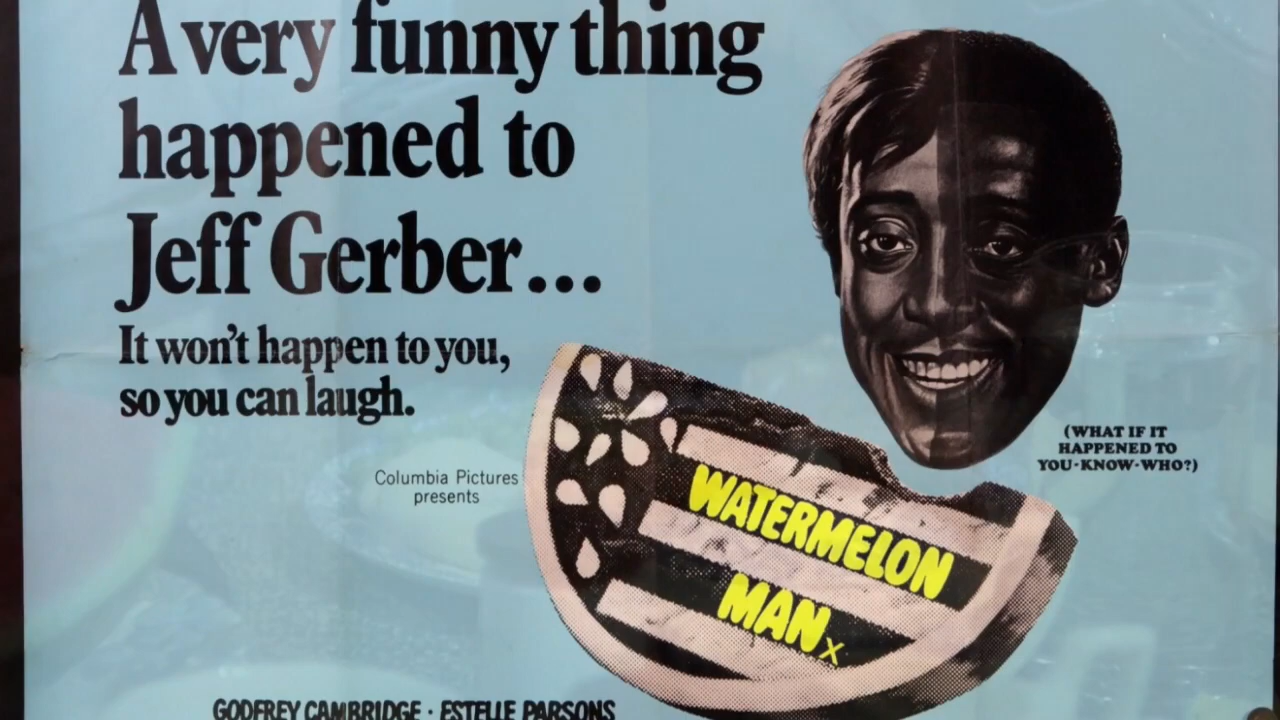 A very funny thing
happened to
Jeff Gerber...
It won't happen to you,
so you can laugh.
(WHAT IF IT
HAPPENED TO
YOU-KNOW-WHO?)
Columbia Pictures
presents
WATERMELON
MAN X
GODFREY CAMBRIDGE · ESTELLE PARSONS